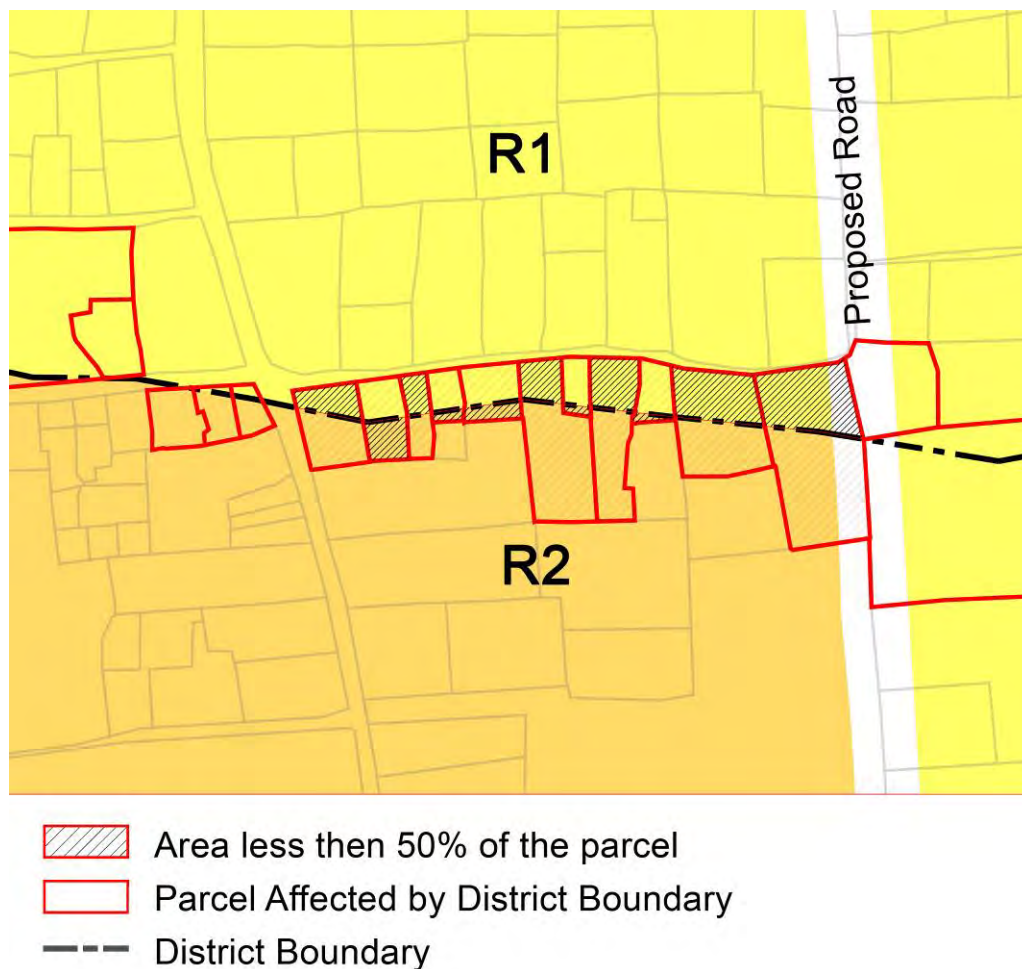 R1
Proposed Road
R2
Area less then 50% of the parcel
Parcel Affected by District Boundary
District Boundary